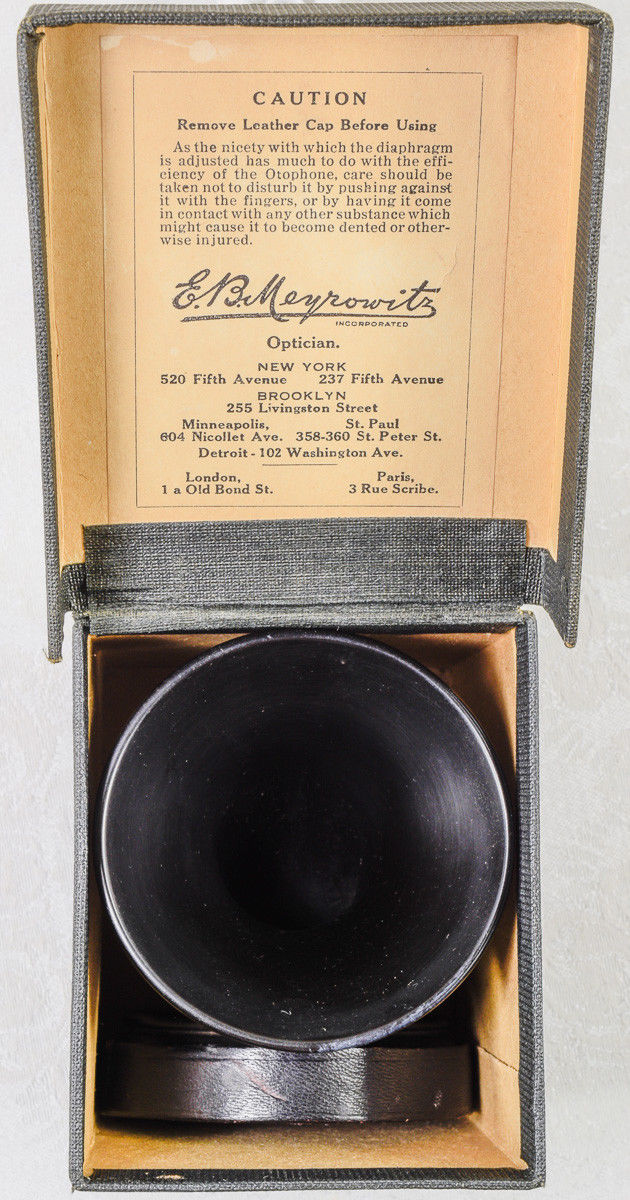 CAUTION
Remove Leather Cap Before Using
As the nicety with which the diaphragm
is adjusted has much to do with the effi-
ciency of the Otophone, care should be
taken not to disturb it by pushing against
it with the fingers, or by having it come
in contact with any other substance which
might cause it to become dented or other-
wise injured.
E.B. Meyrowitz
INCORPORATED
Optician.
NEW YORK
520 Fifth Avenue 237 Fifth Avenue
BROOKLYN
255 Livingston Street
Minneapolis, St. Paul
604 Nicollet Ave. 358-360 St. Peter St.
Detroit - 102 Washington Ave.
London, Paris,
1 a Old Bond St. 3 Rue Scribe.